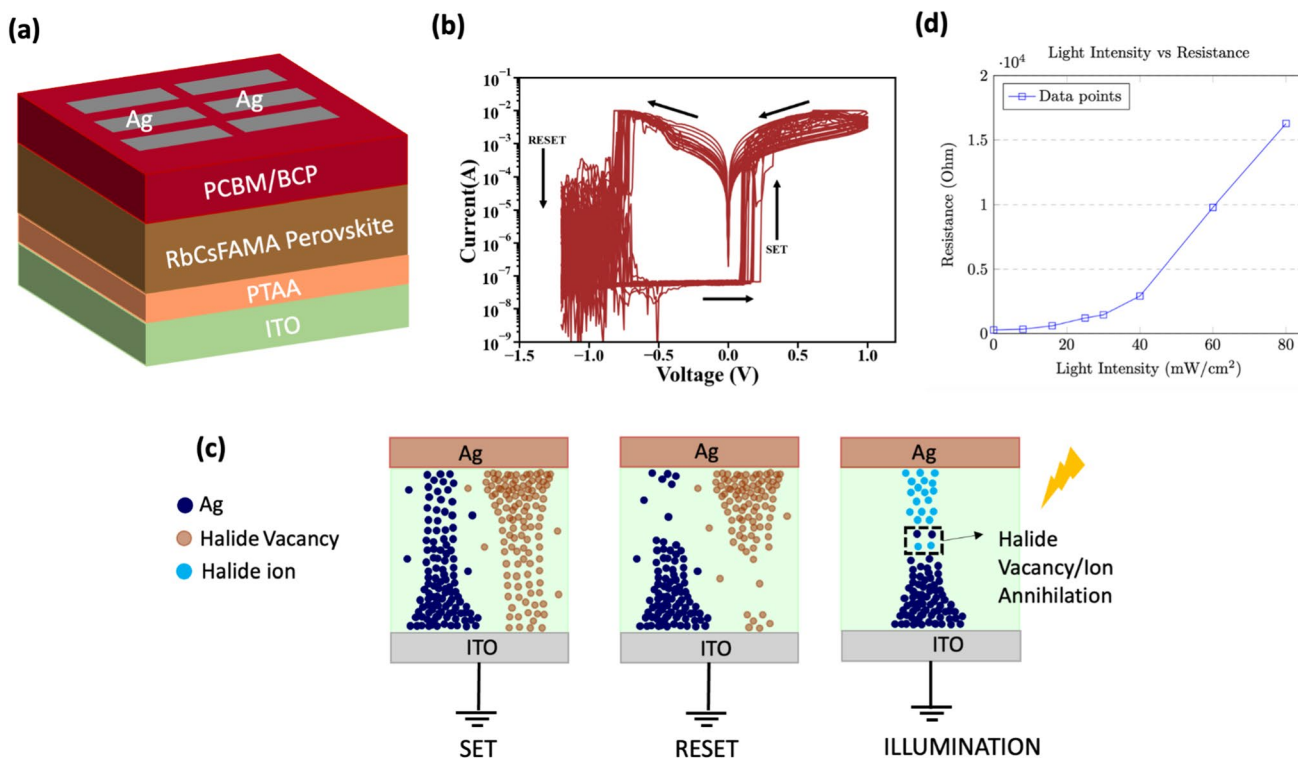 (a)
Ag
Ag
PCBM/BCP
RbCsFAMA Perovskite
PTAA
ITO
(b)
10⁻¹
10⁻²
10⁻³
10⁻⁴
10⁻⁵
10⁻⁶
10⁻⁷
10⁻⁸
10⁻⁹
Current(A)
RESET
SET
−1.5 −1.0 −0.5 0.0 0.5 1.0
Voltage (V)
(d)
Light Intensity vs Resistance
·10⁴
2
1.5
1
0.5
0
Resistance (Ohm)
Data points
0 20 40 60 80
Light Intensity (mW/cm²)
(c)
Ag
Halide Vacancy
Halide ion
Ag
ITO
SET
Ag
ITO
RESET
Ag
ITO
ILLUMINATION
Halide
Vacancy/Ion
Annihilation